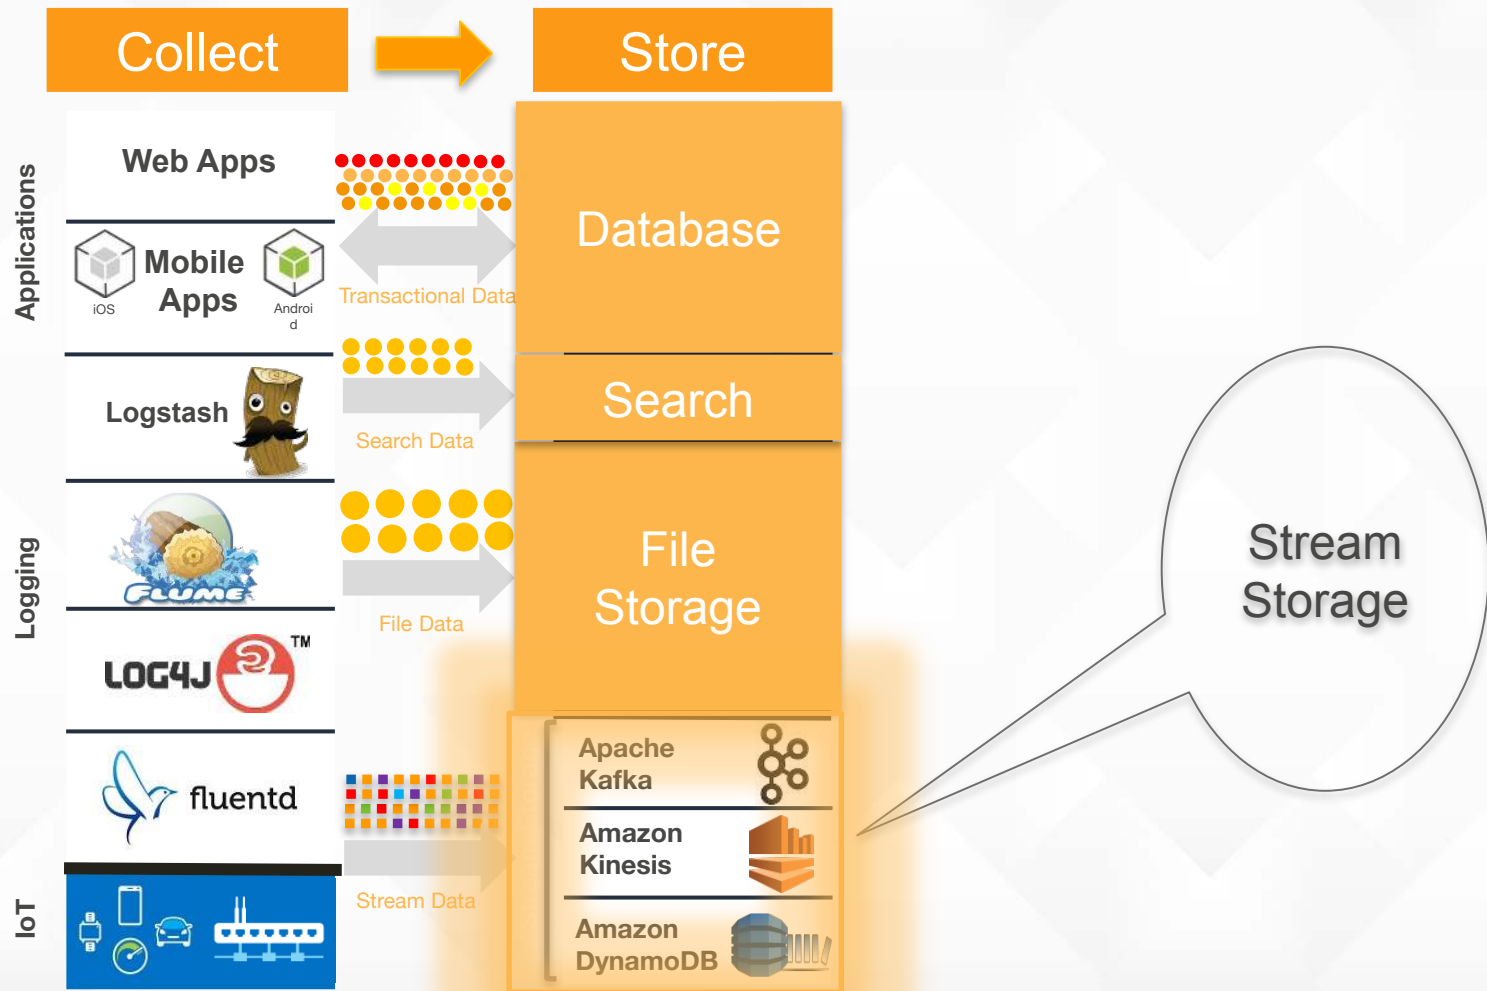 Collect
Store
Applications
Web Apps
Mobile
Apps
iOS
Androi
d
Transactional Data
Database
Logstash
Search Data
Search
Logging
FLUME
File Data
File
Storage
LOG4J
TM
fluentd
Stream Data
Apache
Kafka
Amazon
Kinesis
Amazon
DynamoDB
IoT
Stream
Storage